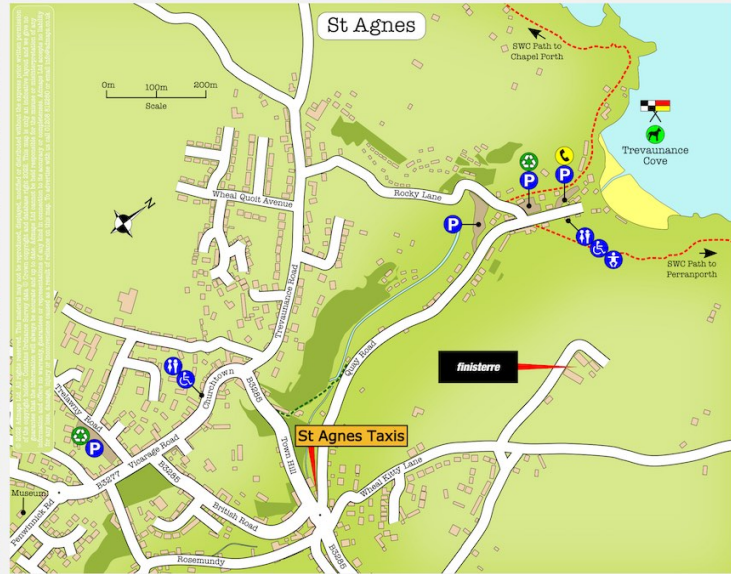 St Agnes
SWC Path to
Chapel Porth
0m 100m 200m
Scale
Trevaunance
Cove
P
P
Rocky Lane
Wheal Quoit Avenue
P
SWC Path to
Perranporth
Trevaunance Road
Quay Road
finisterre
Churchtown
B3285
Trelawny Road
P
St Agnes Taxis
Town Hill
Vicarage Road
B3277
B3285
Wheal Kitty Lane
Museum
Penwinnick Rd
British Road
B3285
Rosemundy